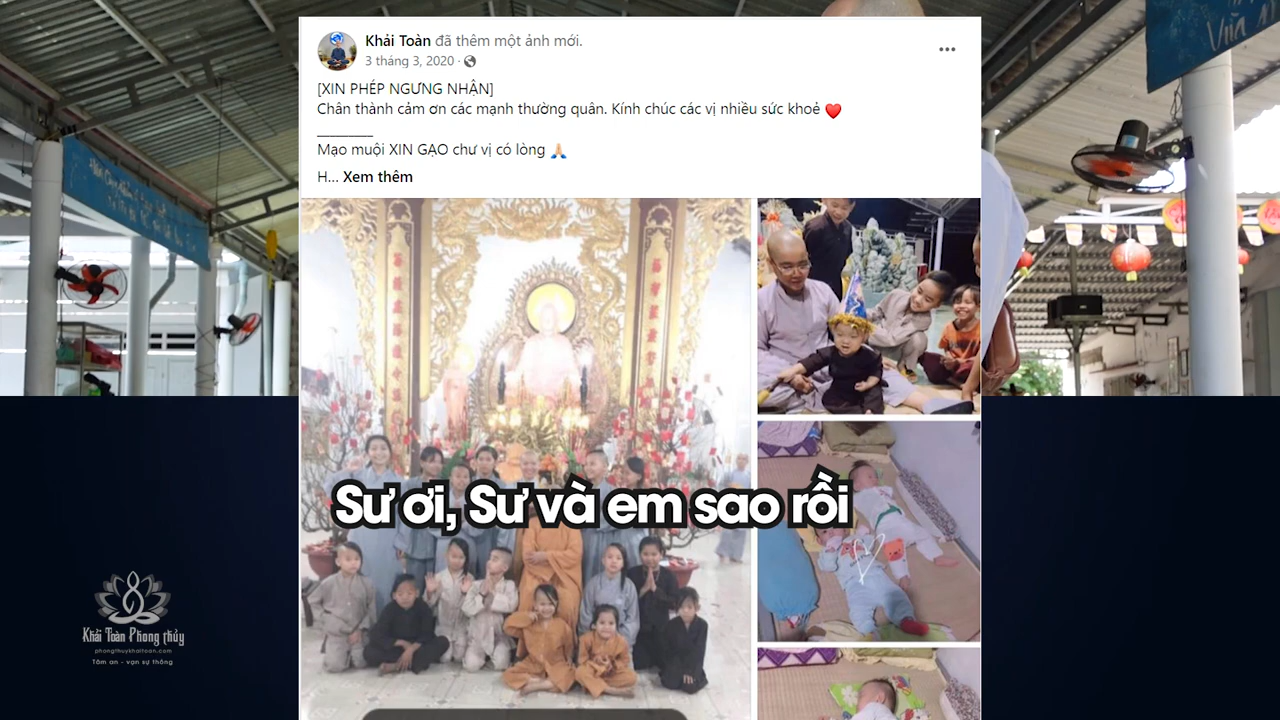 Khải Toàn đã thêm một ảnh mới.
3 tháng 3, 2020 ·
[XIN PHÉP NGƯNG NHẬN]
Chân thành cảm ơn các mạnh thường quân. Kính chúc các vị nhiều sức khoẻ ❤️
__________
Mạo muội XIN GẠO chư vị có lòng 🙏🏻
H... Xem thêm
Sư ơi, Sư và em sao rồi
Khải Toàn Phong thủy
phongthuykhaitoan.com
Tâm an - vạn sự thông